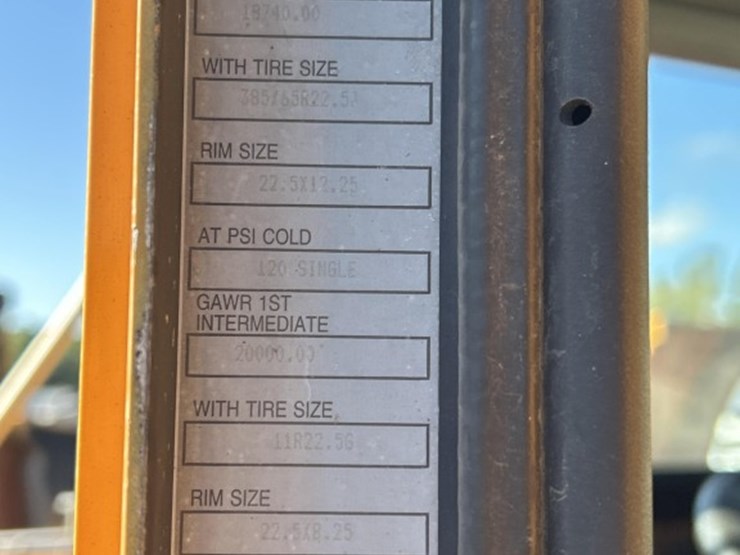 18740.00
WITH TIRE SIZE
385/65R22.5J
RIM SIZE
22.5X12.25
AT PSI COLD
120 SINGLE
GAWR 1ST
INTERMEDIATE
20000.00
WITH TIRE SIZE
11R22.5G
RIM SIZE
22.5X8.25